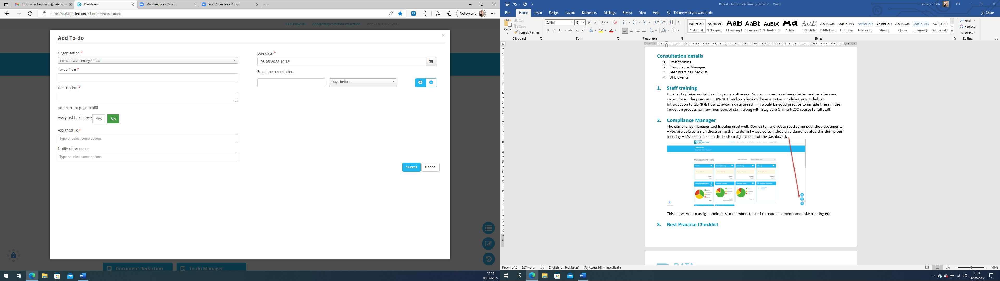 Inbox - lindsey.smith@dataprote
Dashboard
My Meetings - Zoom
Post Attendee - Zoom
https://dataprotection.education/dashboard
Not syncing
0800 0862018
dpo@dataprotection.education
Mon - Fri 8:00 - 17:00
Add To-do
Organisation *
Necton VA Primary School
To-do Title *
Description *
Add current page link
Assigned to all users
Yes
No
Assigned To *
Type or select some options
Notify other users
Type or select some options
Due date *
06-06-2022 10:13
Email me a reminder
Days before
Submit
Cancel
Document Redaction
To-do Manager
11:14
06/06/2022
Report - Necton VA Primary 06.06.22 - Word
Lindsey Smith
File Home Insert Design Layout References Mailings Review View Help Tell me what you want to do
Share
Paste
Cut
Copy
Format Painter
Clipboard
Calibri
12
Font
Paragraph
AaBbCcDc AaBbCcDc AaB AaBb AaBbC Aa AaB AaBbCcD AaBbCcD AaBbCcD AaBbCcD AaBbCcD AaBbCcD AABBCCD
¶ Normal ¶ No Spac... ¶ Heading 1 ¶ Heading 2 ¶ Heading 3 ¶ Title ¶ Subtitle Subtle Em... Emphasis Intense E... Strong Quote Intense Q... Subtle Ref...
Styles
Find
Replace
Select
Editing
Consultation details
1. Staff training
2. Compliance Manager
3. Best Practice Checklist
4. DPE Events
1. Staff training
Excellent uptake on staff training across all areas. Some courses have been started and very few are
incomplete. The previous GDPR 101 has been broken down into two modules, now titled: An
Introduction to GDPR & How to avoid a data breach – it would be good practice to include these in the
induction process for new members of staff, along with Stay Safe Online NCSC course for all staff.
2. Compliance Manager
The compliance manager tool is being used well. Some staff are yet to read some published documents
– you are able to assign these using the ‘to do’ list – apologies, I should’ve demonstrated this during our
meeting – it’s a small icon in the bottom right corner of the dashboard:
DATA
PROTECTION
Dashboard
Management Tools
This allows you to assign reminders to members of staff to read documents and take training etc
3. Best Practice Checklist
DATA
Page 1 of 2
227 words
English (United States)
Accessibility: Investigate
100%
11:14
06/06/2022